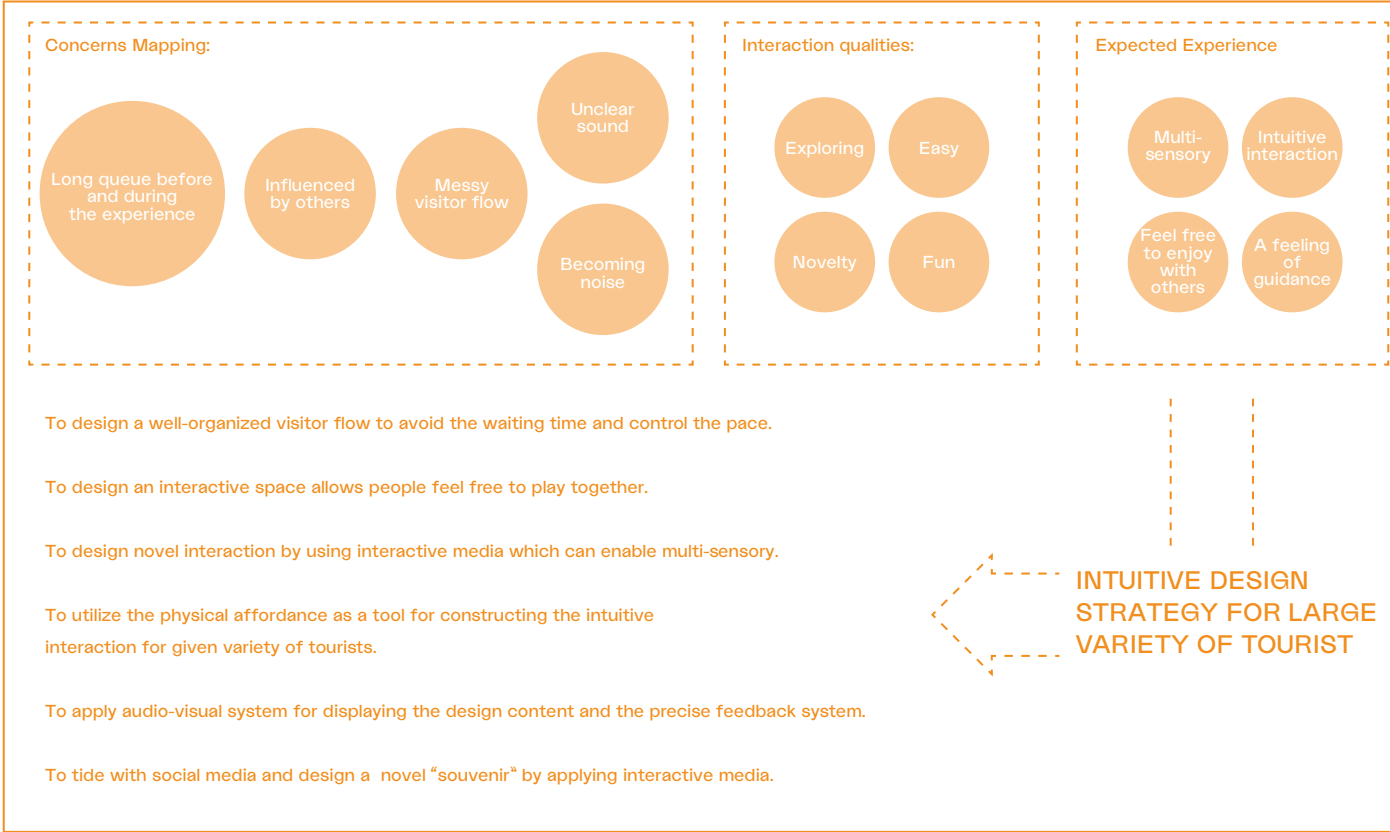 Concerns Mapping:
Long queue before
and during
the experience
Influenced
by others
Messy
visitor flow
Unclear
sound
Becoming
noise
Interaction qualities:
Exploring
Easy
Novelty
Fun
Expected Experience
Multi-
sensory
Intuitive
interaction
Feel free
to enjoy
with
others
A feeling
of
guidance
To design a well-organized visitor flow to avoid the waiting time and control the pace.
To design an interactive space allows people feel free to play together.
To design novel interaction by using interactive media which can enable multi-sensory.
To utilize the physical affordance as a tool for constructing the intuitive
interaction for given variety of tourists.
To apply audio-visual system for displaying the design content and the precise feedback system.
To tide with social media and design a  novel “souvenir” by applying interactive media.
INTUITIVE DESIGN
STRATEGY FOR LARGE
VARIETY OF TOURIST